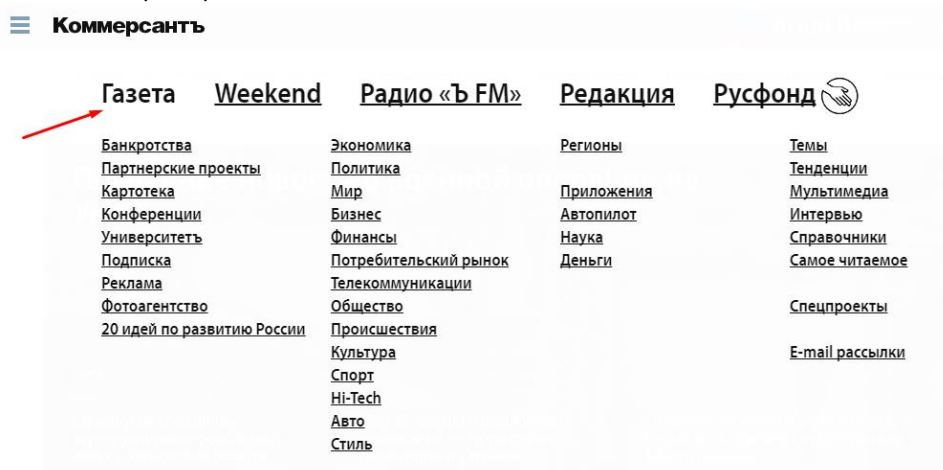 Коммерсантъ
Газета Weekend Радио «Ъ FM» Редакция Русфонд
Банкротства
Партнерские проекты
Картотека
Конференции
Университетъ
Подписка
Реклама
Фотоагентство
20 идей по развитию России
Экономика
Политика
Мир
Бизнес
Финансы
Потребительский рынок
Телекоммуникации
Общество
Происшествия
Культура
Спорт
Hi-Tech
Авто
Стиль
Регионы
Приложения
Автопилот
Наука
Деньги
Темы
Тенденции
Мультимедиа
Интервью
Справочники
Самое читаемое
Спецпроекты
E-mail рассылки